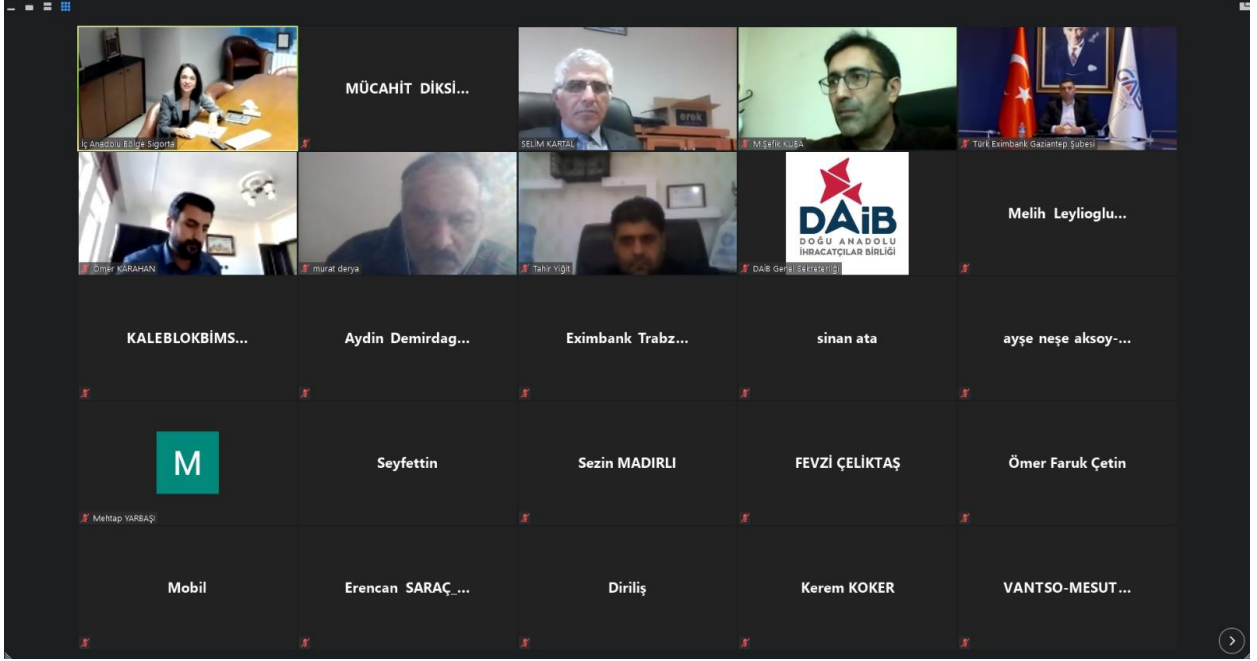 İç Anadolu Bölge Sigorta
MÜCAHİT DİKSİ...
erek
SELİM KARTAL
M.Şefik KUBA
Türk Eximbank Gaziantep Şubesi
Ömer KARAHAN
murat derya
Tahir Yiğit
DAİB
DOĞU ANADOLU
İHRACATÇILAR BİRLİĞİ
DAİB Genel Sekreterliği
Melih Leylioglu...
KALEBLOKBİMS...
Aydin Demirdag...
Eximbank Trabz...
sinan ata
ayşe neşe aksoy-...
M
Mehtap YARBAŞI
Seyfettin
Sezin MADIRLI
FEVZİ ÇELİKTAŞ
Ömer Faruk Çetin
Mobil
Erencan SARAÇ_...
Diriliş
Kerem KOKER
VANTSO-MESUT...